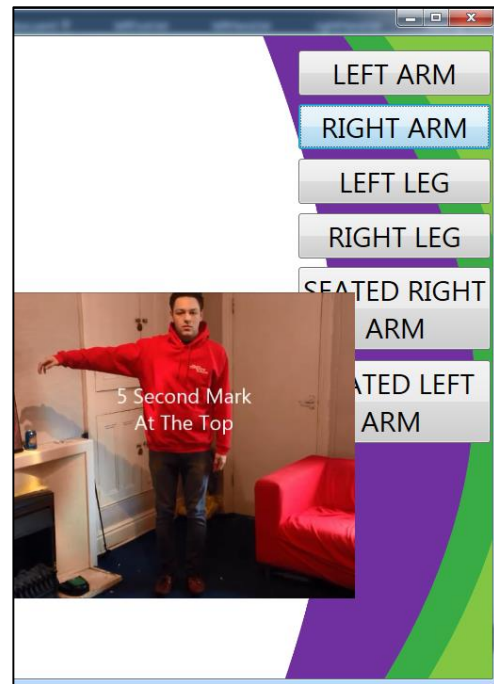 LEFT ARM
RIGHT ARM
LEFT LEG
RIGHT LEG
SEATED RIGHT
ARM
LEFT
ARM
5 Second Mark
At The Top